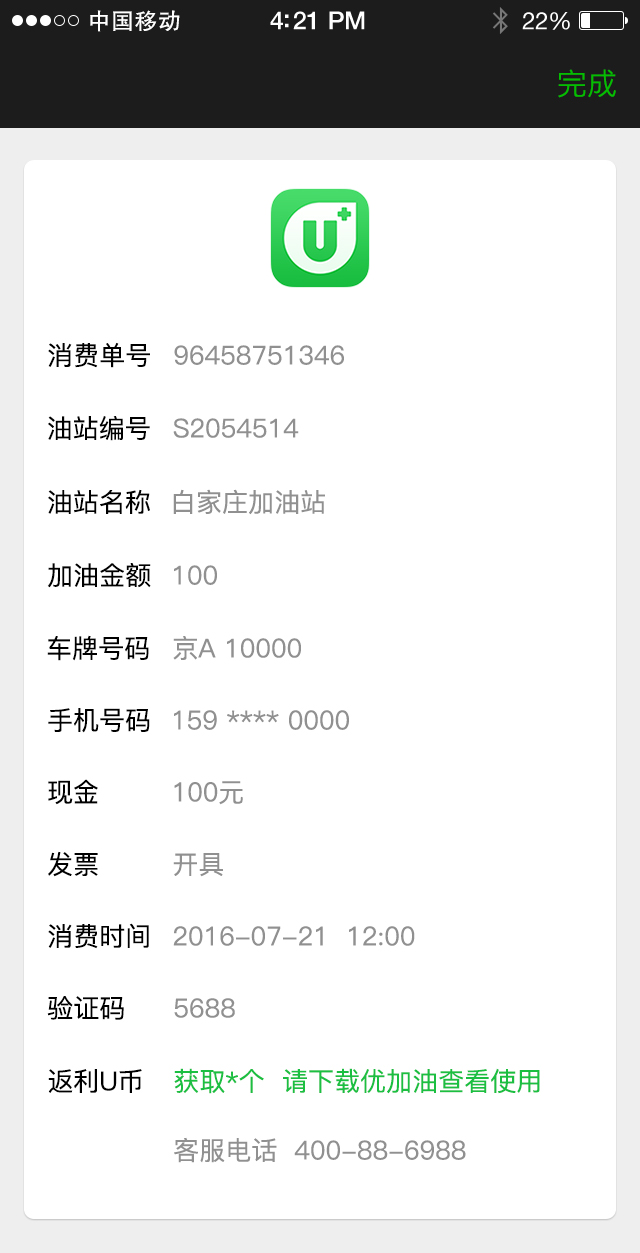 中国移动 4:21 PM 22%
完成
U
消费单号 96458751346
油站编号 S2054514
油站名称 白家庄加油站
加油金额 100
车牌号码 京A 10000
手机号码 159 **** 0000
现金 100元
发票 开具
消费时间 2016-07-21 12:00
验证码 5688
返利U币 获取*个 请下载优加油查看使用
客服电话 400-88-6988